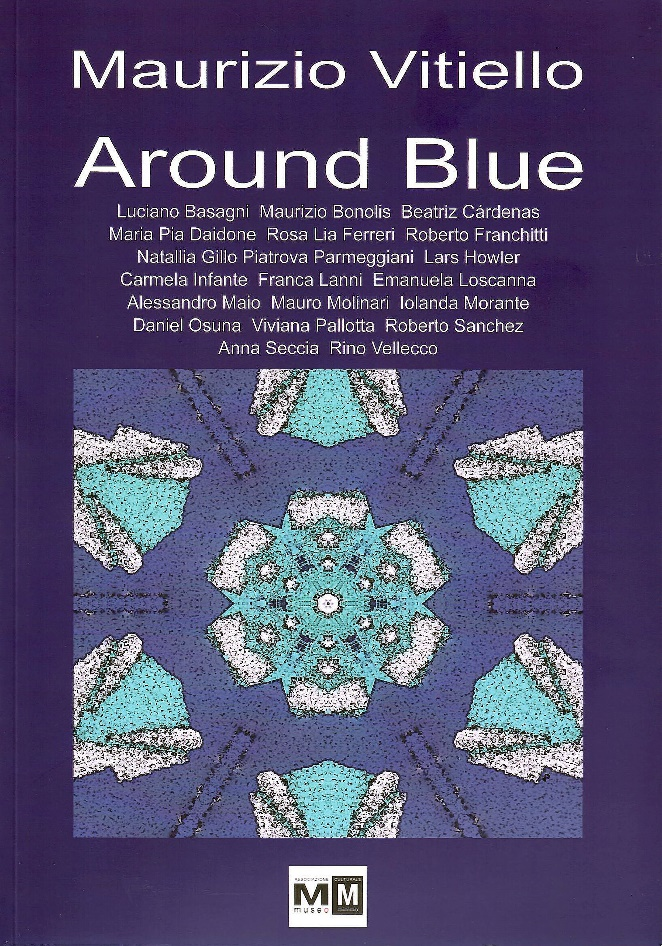 Maurizio Vitiello
Around Blue
Luciano Basagni Maurizio Bonolis Beatriz Cárdenas
Maria Pia Daidone Rosa Lia Ferreri Roberto Franchitti
Natallia Gillo Piatrova Parmeggiani Lars Howler
Carmela Infante Franca Lanni Emanuela Loscanna
Alessandro Maio Mauro Molinari Iolanda Morante
Daniel Osuna Viviana Pallotta Roberto Sanchez
Anna Seccia Rino Vellecco
ASSOCIAZIONE CULTURALE
M M
museo